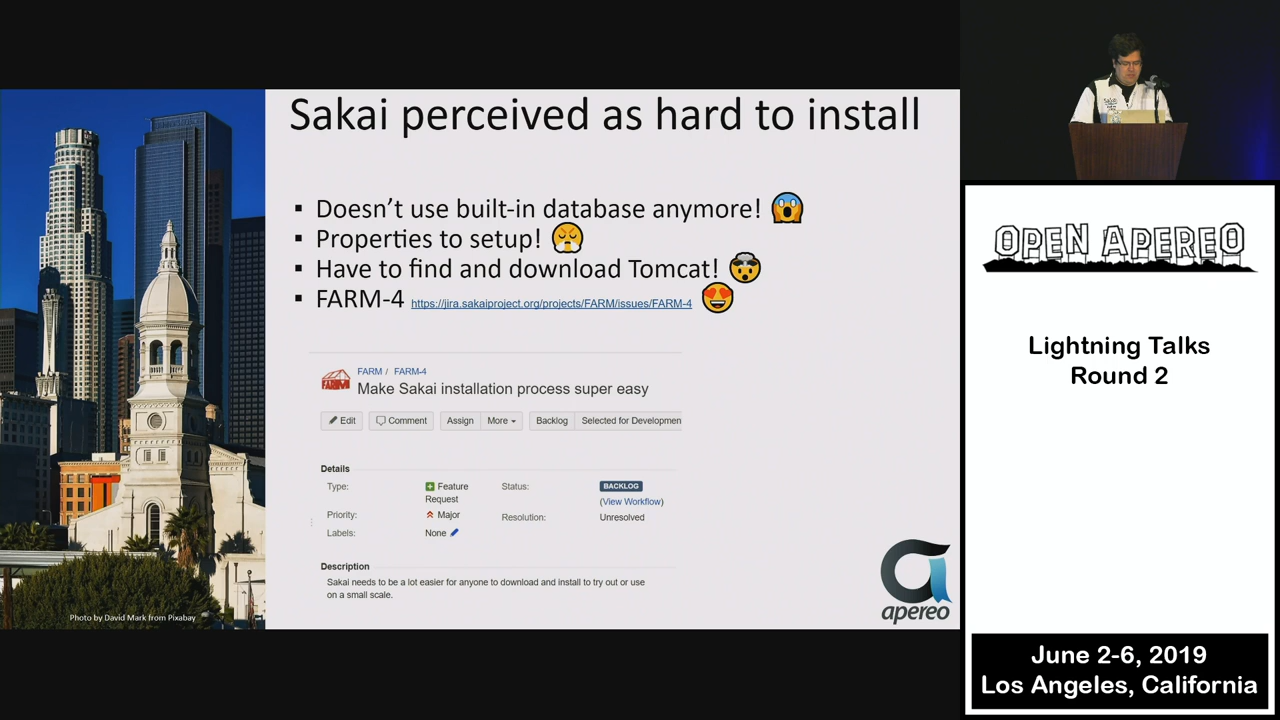 Sakai perceived as hard to install
▪ Doesn't use built-in database anymore! 😱
▪ Properties to setup! 😤
▪ Have to find and download Tomcat! 🤯
▪ FARM-4 https://jira.sakaiproject.org/projects/FARM/issues/FARM-4 😍
FARM
FARM / FARM-4
Make Sakai installation process super easy
Edit Comment Assign More Backlog Selected for Developmen
Details
Type: Feature Request Status: BACKLOG
(View Workflow)
Priority: Major Resolution: Unresolved
Labels: None
Description
Sakai needs to be a lot easier for anyone to download and install to try out or use
on a small scale.
apereo
Photo by David Mark from Pixabay
Sakai
OPEN APEREO
Lightning Talks
Round 2
June 2-6, 2019
Los Angeles, California